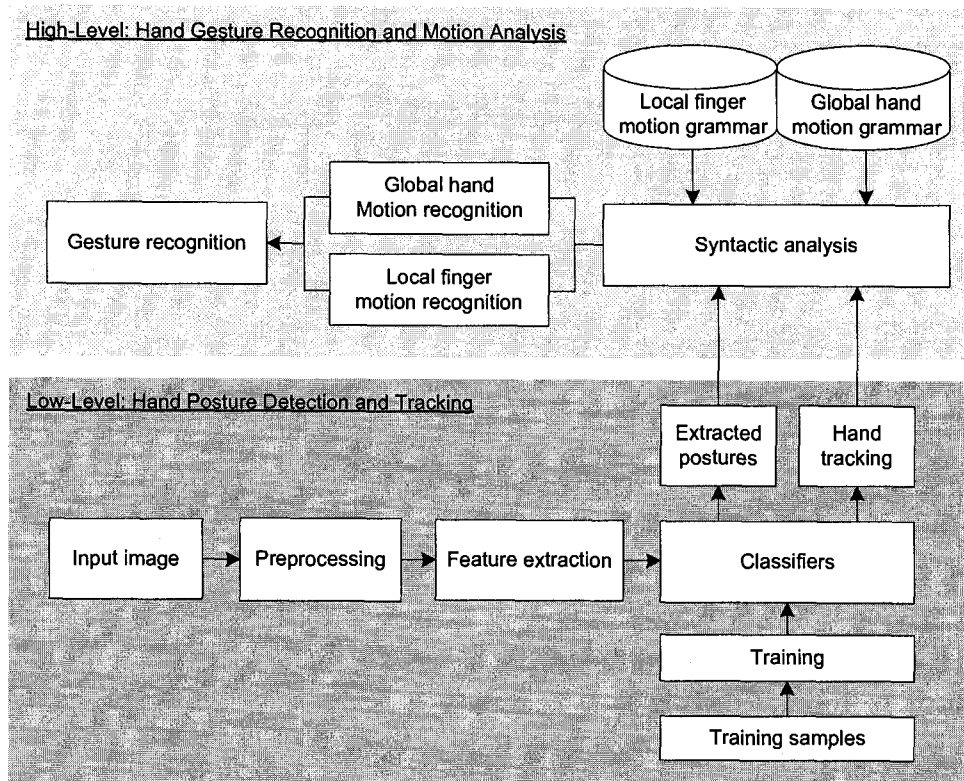 High-Level: Hand Gesture Recognition and Motion Analysis
Local finger
motion grammar
Global hand
motion grammar
Global hand
Motion recognition
Gesture recognition
Local finger
motion recognition
Syntactic analysis
Low-Level: Hand Posture Detection and Tracking
Extracted
postures
Hand
tracking
Input image
Preprocessing
Feature extraction
Classifiers
Training
Training samples